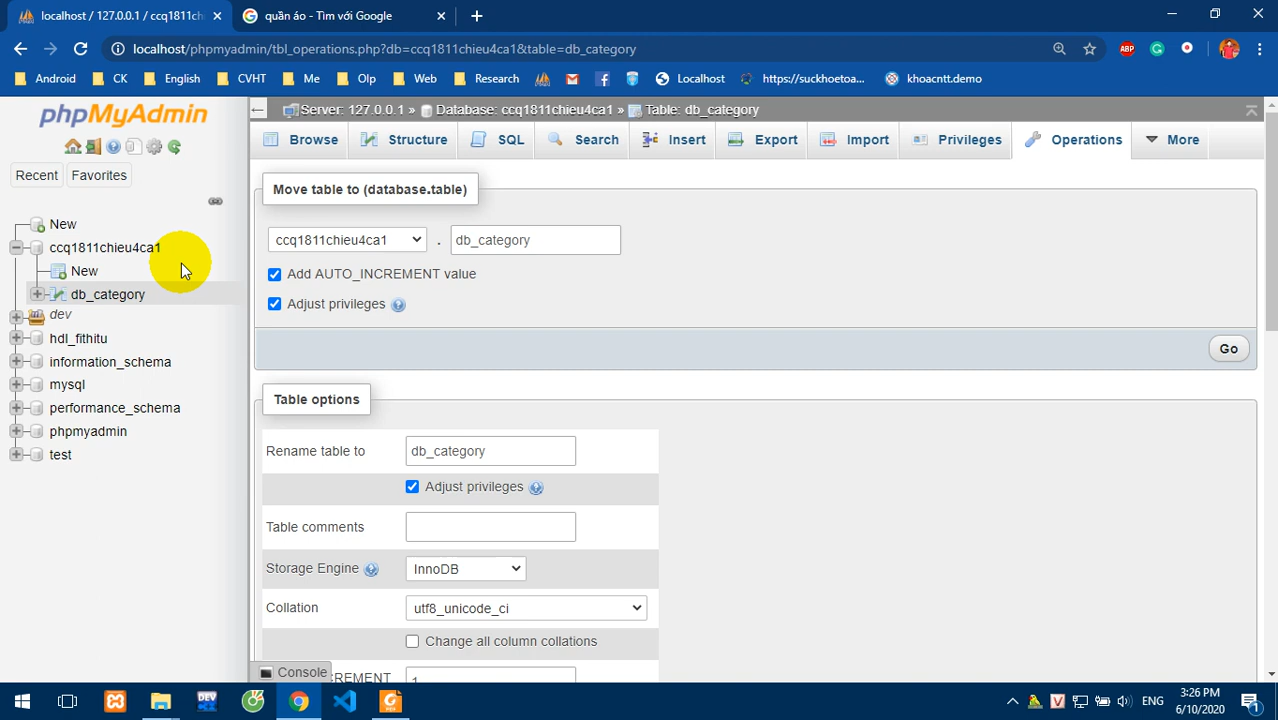 localhost / 127.0.0.1 / ccq1811chi
quần áo - Tìm với Google
localhost/phpmyadmin/tbl_operations.php?db=ccq1811chieu4ca1&table=db_category
ABP
Android CK English CVHT Me Olp Web Research Localhost https://suckhoetoa... khoacntt.demo
phpMyAdmin
Recent Favorites
New
ccq1811chieu4ca1
New
db_category
dev
hdl_fithitu
information_schema
mysql
performance_schema
phpmyadmin
test
Server: 127.0.0.1 » Database: ccq1811chieu4ca1 » Table: db_category
Browse Structure SQL Search Insert Export Import Privileges Operations More
Move table to (database.table)
ccq1811chieu4ca1 . db_category
Add AUTO_INCREMENT value
Adjust privileges
Go
Table options
Rename table to db_category
Adjust privileges
Table comments
Storage Engine InnoDB
Collation utf8_unicode_ci
Change all column collations
CREMENT 1
Console
ENG
3:26 PM
6/10/2020